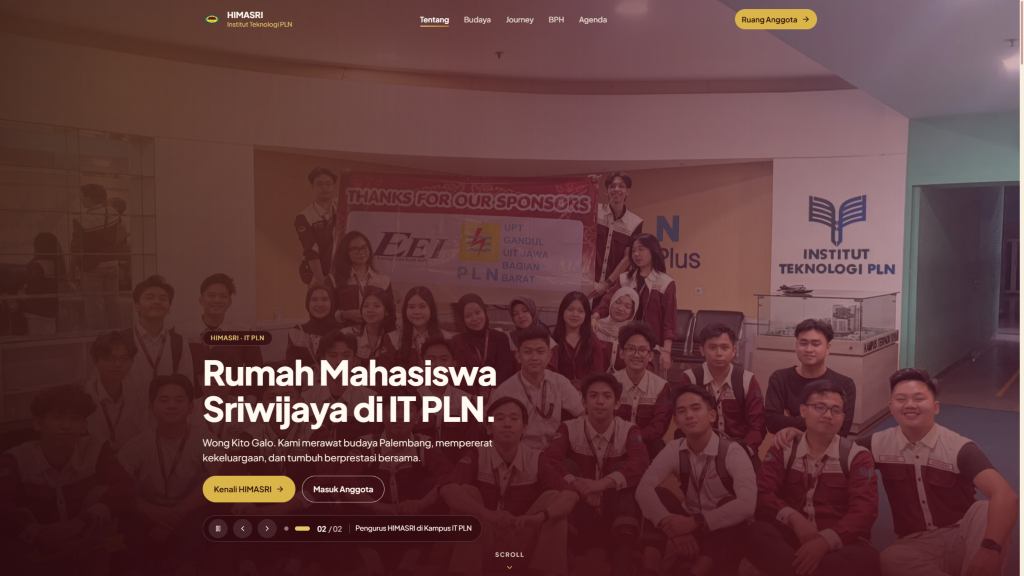 HIMASRI
Institut Teknologi PLN
Tentang
Budaya
Journey
BPH
Agenda
Ruang Anggota
THANKS FOR OUR SPONSORS
EEI
PLN
UPT
GANDUL
UIT JAWA
BAGIAN
BARAT
N
Plus
INSTITUT
TEKNOLOGI PLN
HIMASRI · IT PLN
Rumah Mahasiswa
Sriwijaya di IT PLN.
Wong Kito Galo. Kami merawat budaya Palembang, mempererat
kekeluargaan, dan tumbuh berprestasi bersama.
Kenali HIMASRI
Masuk Anggota
02 / 02
Pengurus HIMASRI di Kampus IT PLN
SCROLL